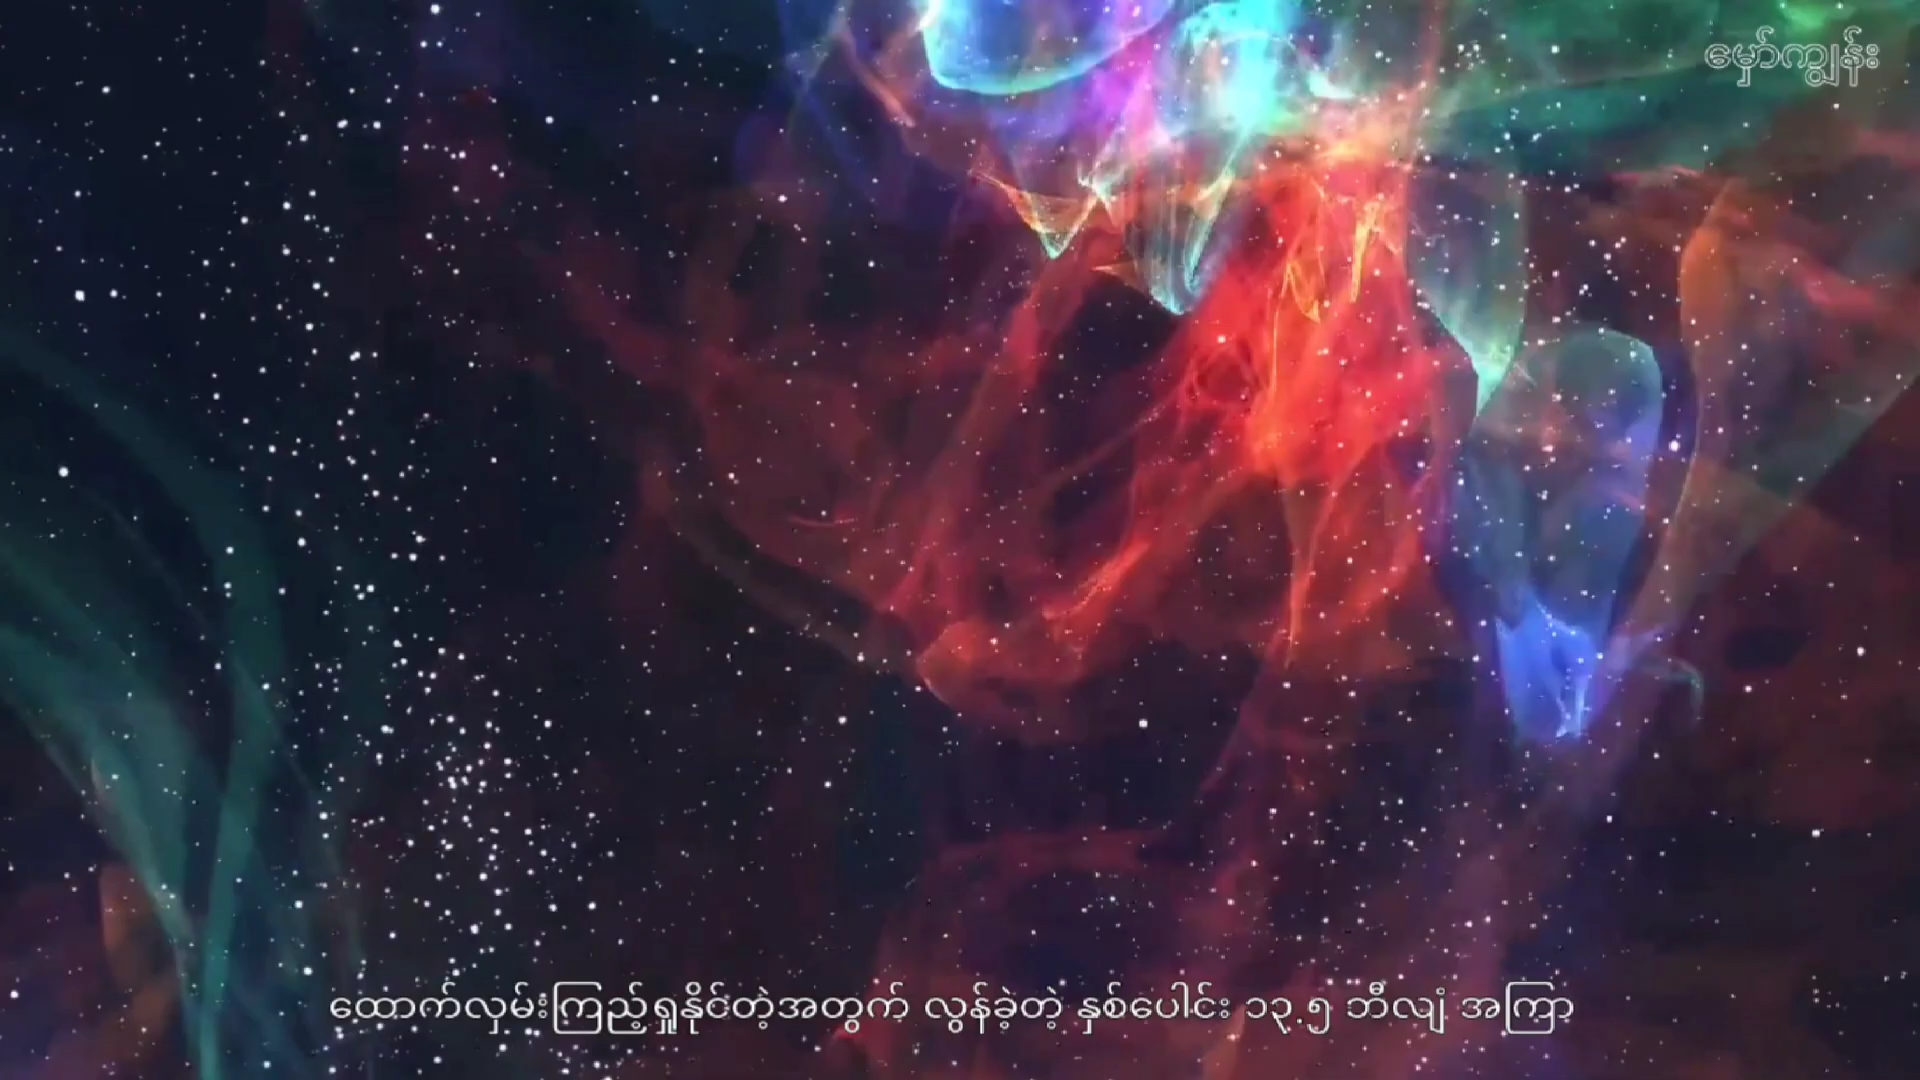 မှော်ကျွန်း
ထောက်လှမ်းကြည့်ရှုနိုင်တဲ့အတွက် လွန်ခဲ့တဲ့ နှစ်ပေါင်း ၁၃.၅ ဘီလျံ အကြာ